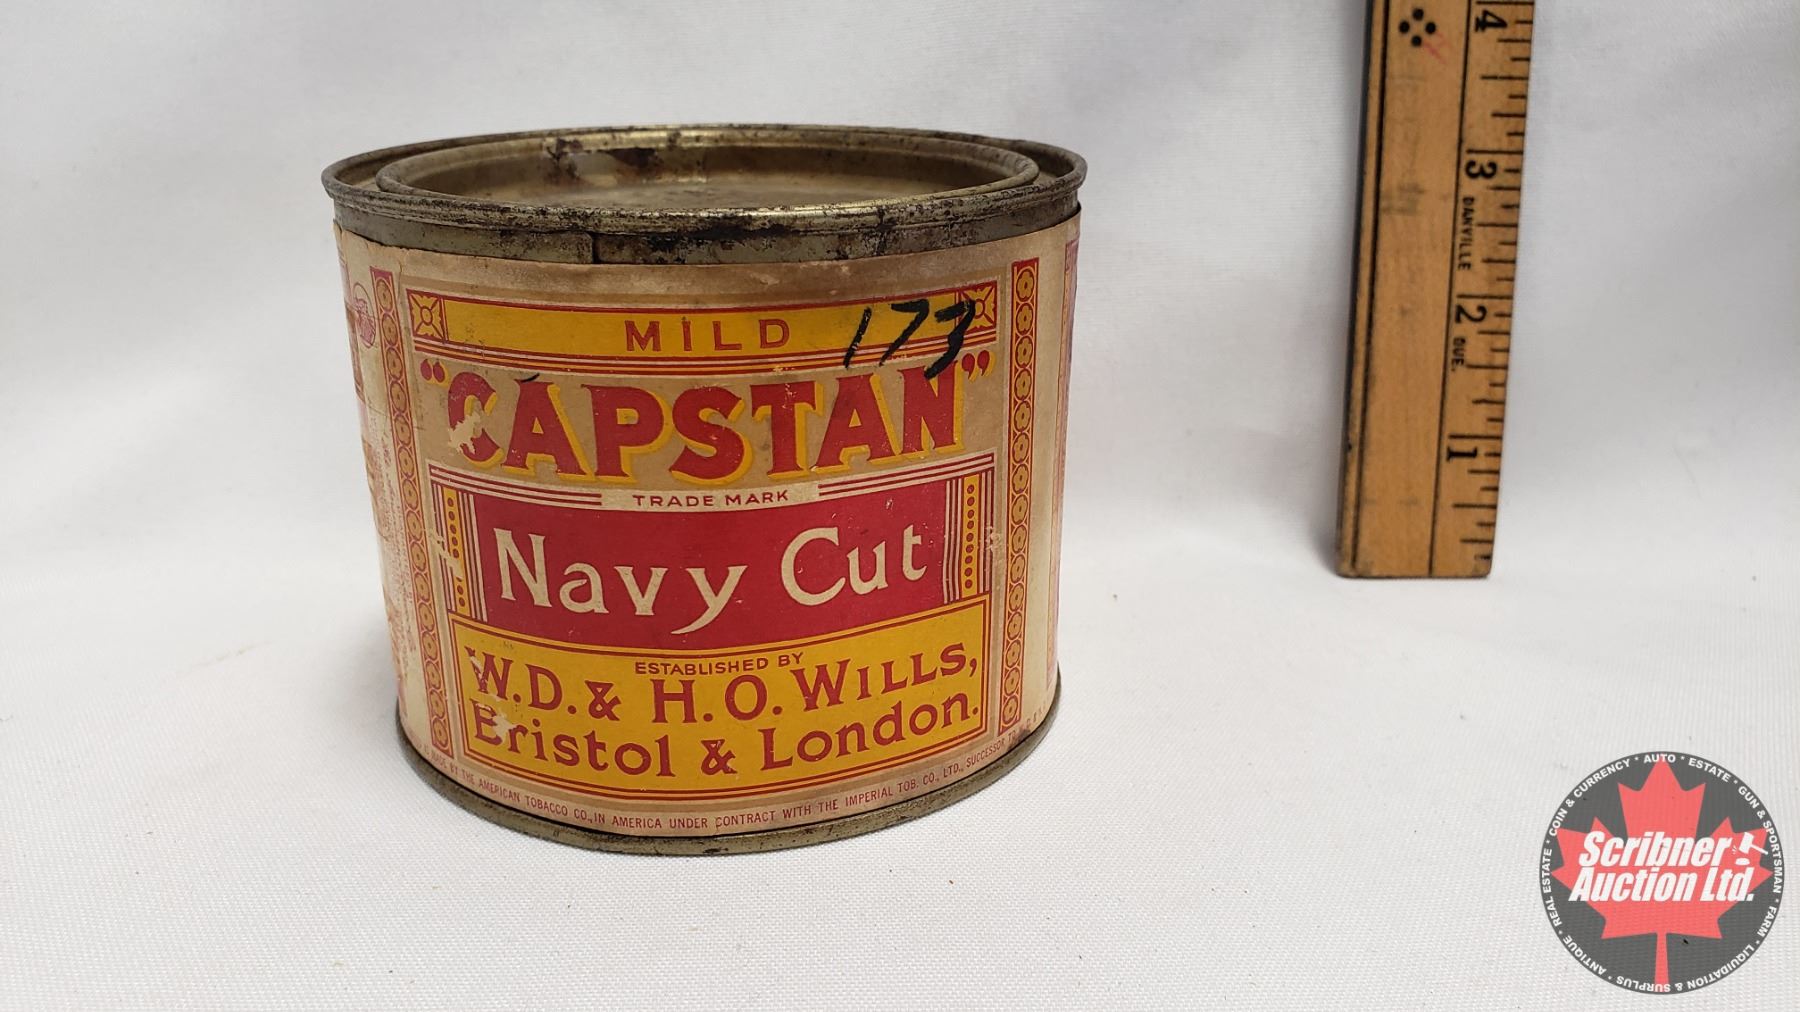 MILD
173
"CAPSTAN"
TRADE MARK
Navy Cut
ESTABLISHED BY
W.D. & H.O. WILLS,
Bristol & London.
IS MADE BY THE AMERICAN TOBACCO CO., IN AMERICA UNDER CONTRACT WITH THE IMPERIAL TOB. CO., LTD., SUCCESSOR TO
4
3
DANVILLE
2
QUE.
1
Scribner
Auction Ltd.
REAL ESTATE * COIN & CURRENCY * AUTO * ESTATE * GUN & SPORTSMAN * FARM * LIQUIDATION & SURPLUS * ANTIQUE *